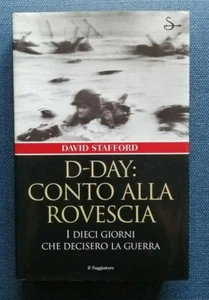 DAVID STAFFORD
D-DAY:
CONTO ALLA
ROVESCIA
I DIECI GIORNI
CHE DECISERO LA GUERRA
il Saggiatore